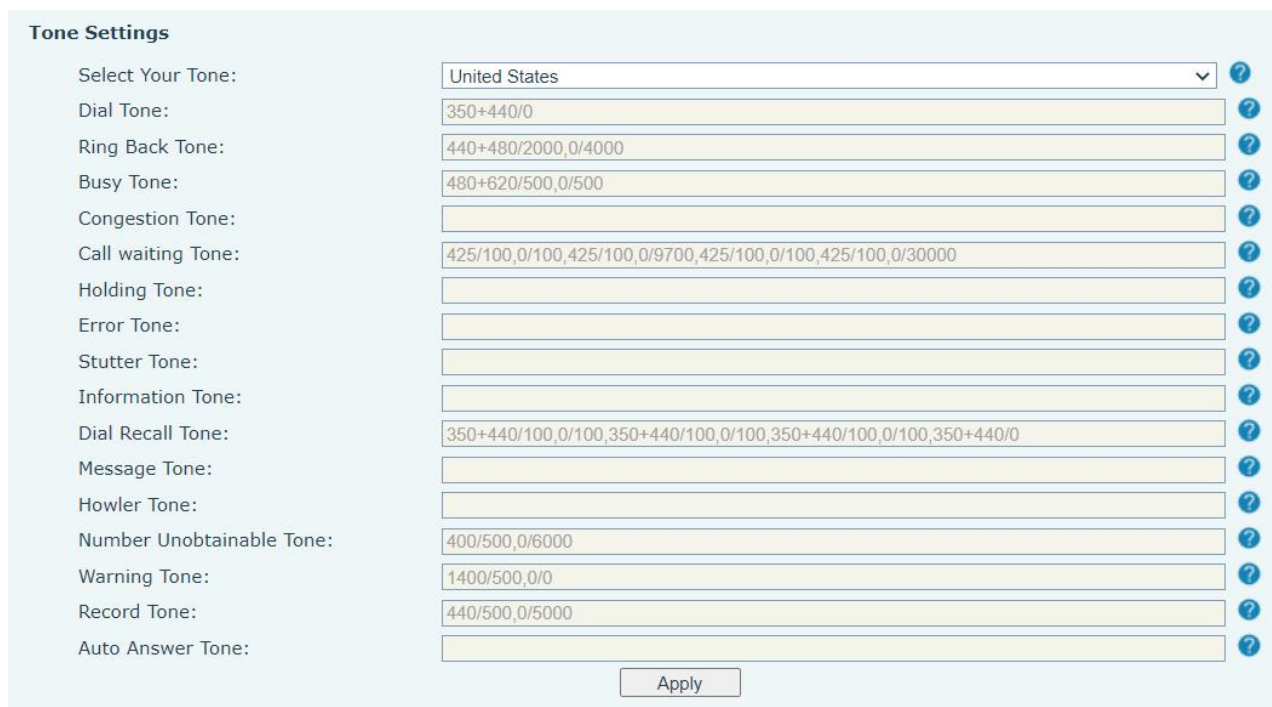 Tone Settings
Select Your Tone: United States
Dial Tone: 350+440/0
Ring Back Tone: 440+480/2000,0/4000
Busy Tone: 480+620/500,0/500
Congestion Tone:
Call waiting Tone: 425/100,0/100,425/100,0/9700,425/100,0/100,425/100,0/30000
Holding Tone:
Error Tone:
Stutter Tone:
Information Tone:
Dial Recall Tone: 350+440/100,0/100,350+440/100,0/100,350+440/100,0/100,350+440/0
Message Tone:
Howler Tone:
Number Unobtainable Tone: 400/500,0/6000
Warning Tone: 1400/500,0/0
Record Tone: 440/500,0/5000
Auto Answer Tone:
Apply